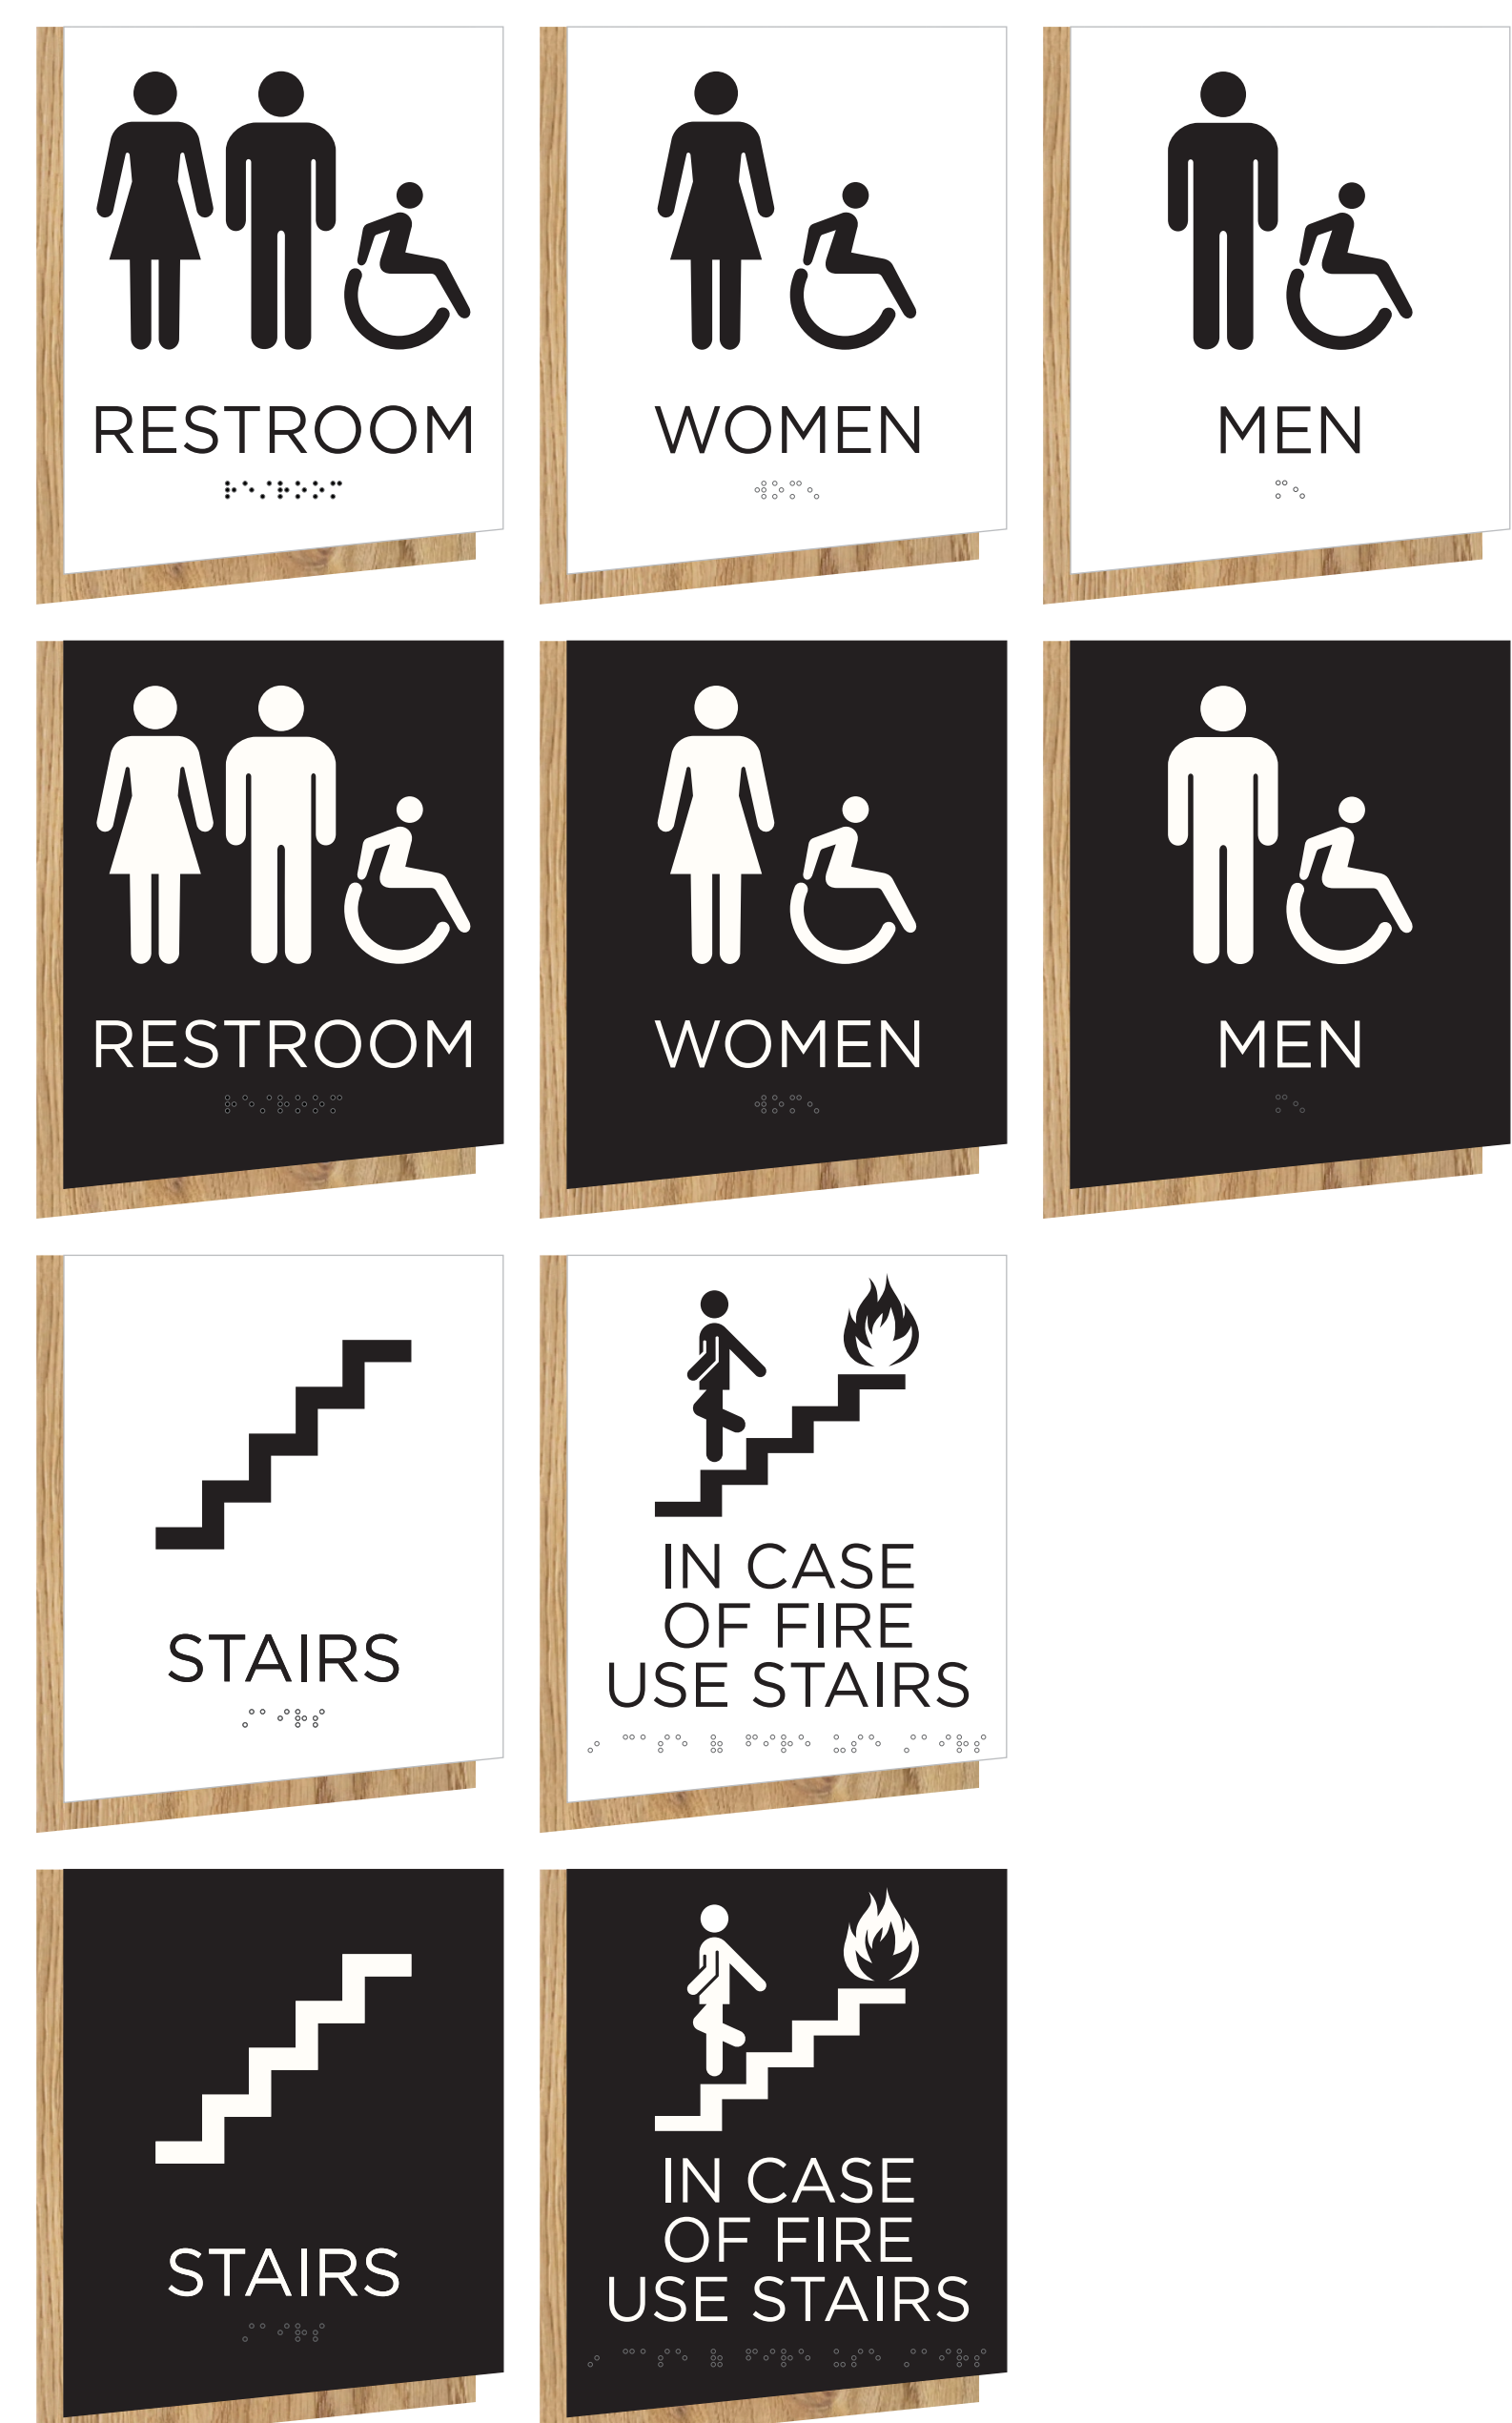 RESTROOM
WOMEN
MEN
RESTROOM
WOMEN
MEN
STAIRS
IN CASE
OF FIRE
USE STAIRS
STAIRS
IN CASE
OF FIRE
USE STAIRS